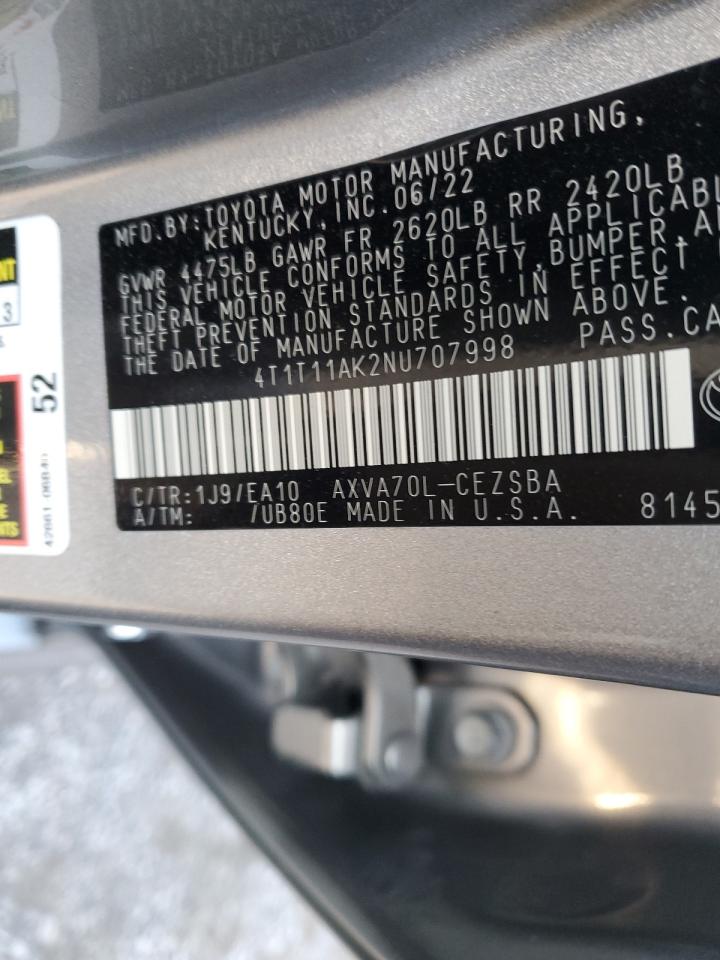 MFD.BY:TOYOTA MOTOR MANUFACTURING,
KENTUCKY, INC.06/22
GVWR 4475LB GAWR FR 2620LB RR 2420LB
THIS VEHICLE CONFORMS TO ALL APPLICABL
FEDERAL MOTOR VEHICLE SAFETY,BUMPER,AN
THEFT PREVENTION STANDARDS IN EFFECT
THE DATE OF MANUFACTURE SHOWN ABOVE.
4T1T11AK2NU707998 PASS.CA
C/TR:1J9/EA10 AXVA70L-CEZSBA
A/TM: 7UB80E MADE IN U.S.A. 8145
52
3